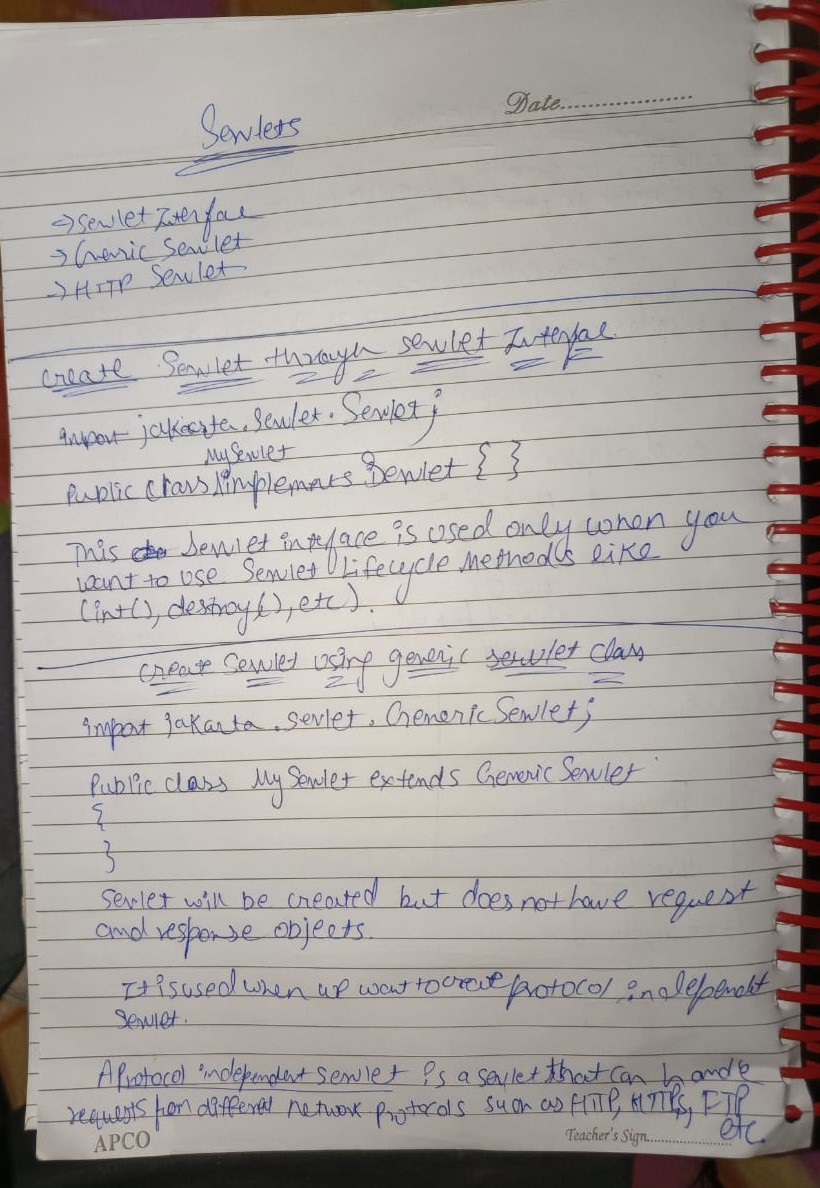 Date
Servlets
→ Servlet Interface
→ Generic Servlet
→ HTTP Servlet
create Servlet through servlet Interface
import jakarta.servlet.Servlet;
MyServlet
Public class implements Servlet { }
This Servlet interface is used only when you
want to use Servlet Lifecycle Methods like
(int(), destroy(), etc).
create Servlet using generic servlet class
import jakarta.servlet.GenericServlet;
Public class MyServlet extends GenericServlet
{
}
Servlet will be created but does not have request
and response objects.
It is used when we want to create protocol independent
Servlet.
A Protocol independent servlet is a servlet that can handle
requests from different network protocols such as HTTP, HTTPs, FTP
etc.
APCO
Teacher's Sign